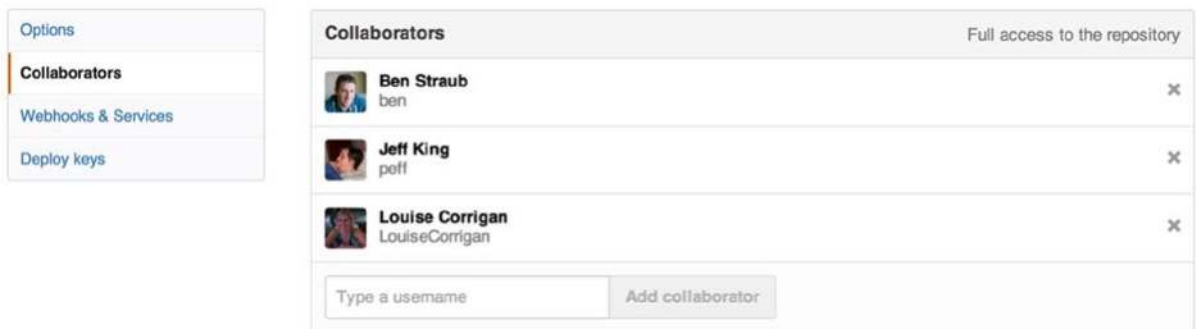 Options
Collaborators
Webhooks & Services
Deploy keys
Collaborators Full access to the repository
Ben Straub
ben
Jeff King
peff
Louise Corrigan
LouiseCorrigan
Type a username Add collaborator